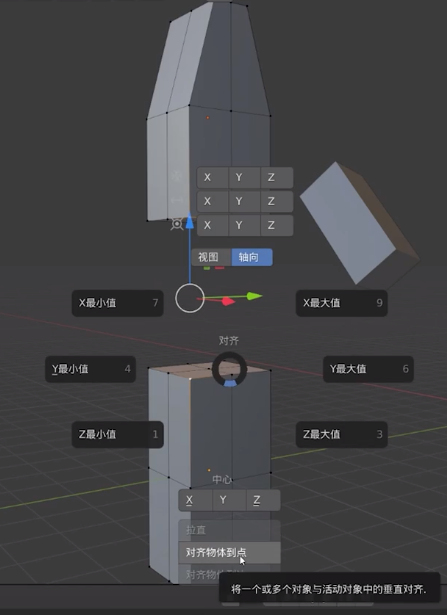 X Y Z
X Y Z
X Y Z
视图 轴向
X最小值 7
X最大值 9
对齐
Y最小值 4
Y最大值 6
Z最小值 1
Z最大值 3
中心
X Y Z
拉直
对齐物体到点
对齐物体到
将一个或多个对象与活动对象中的垂直对齐.